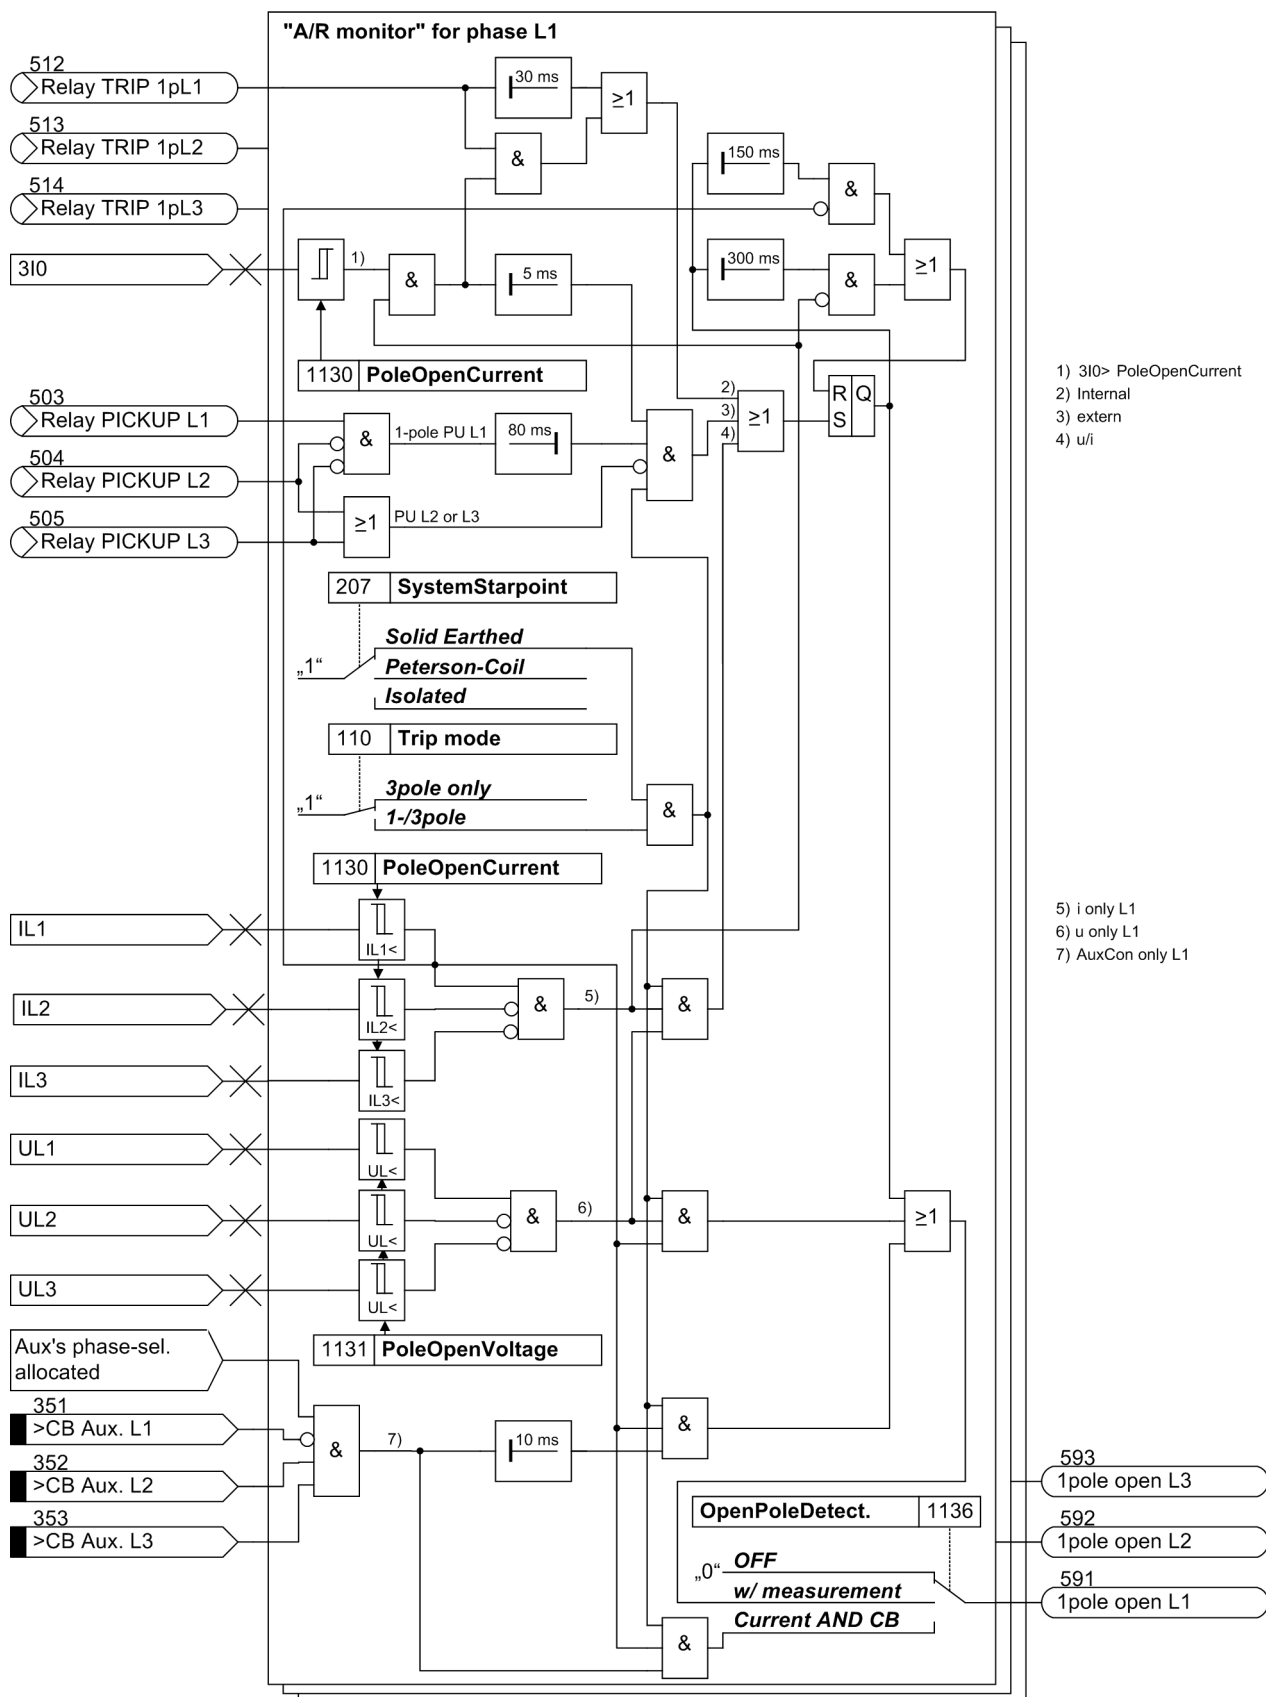 "A/R monitor" for phase L1
512
Relay TRIP 1pL1
30 ms
≥1
513
Relay TRIP 1pL2
&
150 ms
&
514
Relay TRIP 1pL3
3I0
1)
&
5 ms
300 ms
&
≥1
1130 PoleOpenCurrent
1) 3I0> PoleOpenCurrent
2) Internal
3) extern
4) u/i
503
Relay PICKUP L1
&
1-pole PU L1
80 ms
&
2)
3)
4)
≥1
R Q
S
504
Relay PICKUP L2
505
Relay PICKUP L3
≥1
PU L2 or L3
207 SystemStarpoint
Solid Earthed
„1“
Peterson-Coil
Isolated
110 Trip mode
3pole only
„1“
1-/3pole
&
1130 PoleOpenCurrent
IL1
IL1<
5) i only L1
6) u only L1
7) AuxCon only L1
IL2
IL2<
&
5)
&
IL3
IL3<
UL1
UL<
UL2
UL<
&
6)
&
≥1
UL3
UL<
1131 PoleOpenVoltage
Aux's phase-sel.
allocated
351
>CB Aux. L1
&
7)
10 ms
&
352
>CB Aux. L2
353
>CB Aux. L3
593
1pole open L3
OpenPoleDetect. 1136
592
1pole open L2
„0“
OFF
w/ measurement
591
1pole open L1
Current AND CB
&